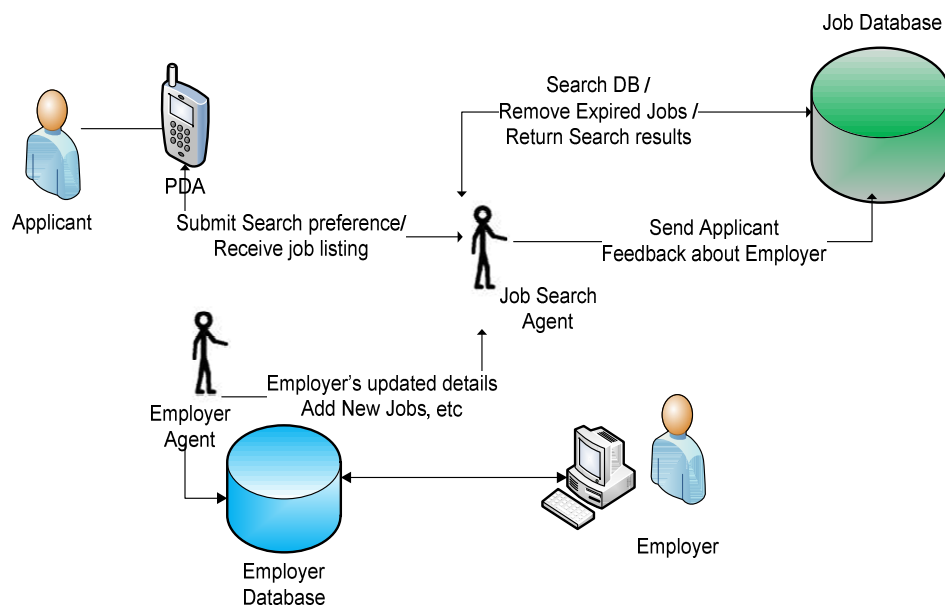 Job Database
Search DB /
Remove Expired Jobs /
Return Search results
PDA
Applicant
Submit Search preference/
Receive job listing
Send Applicant
Feedback about Employer
Job Search
Agent
Employer's updated details
Add New Jobs, etc
Employer
Agent
Employer
Employer
Database